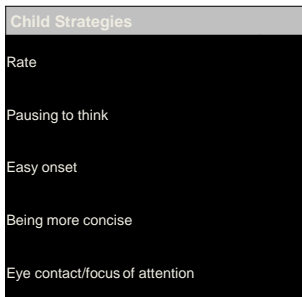 Child Strategies
Rate
Pausing to think
Easy onset
Being more concise
Eye contact/focus of attention